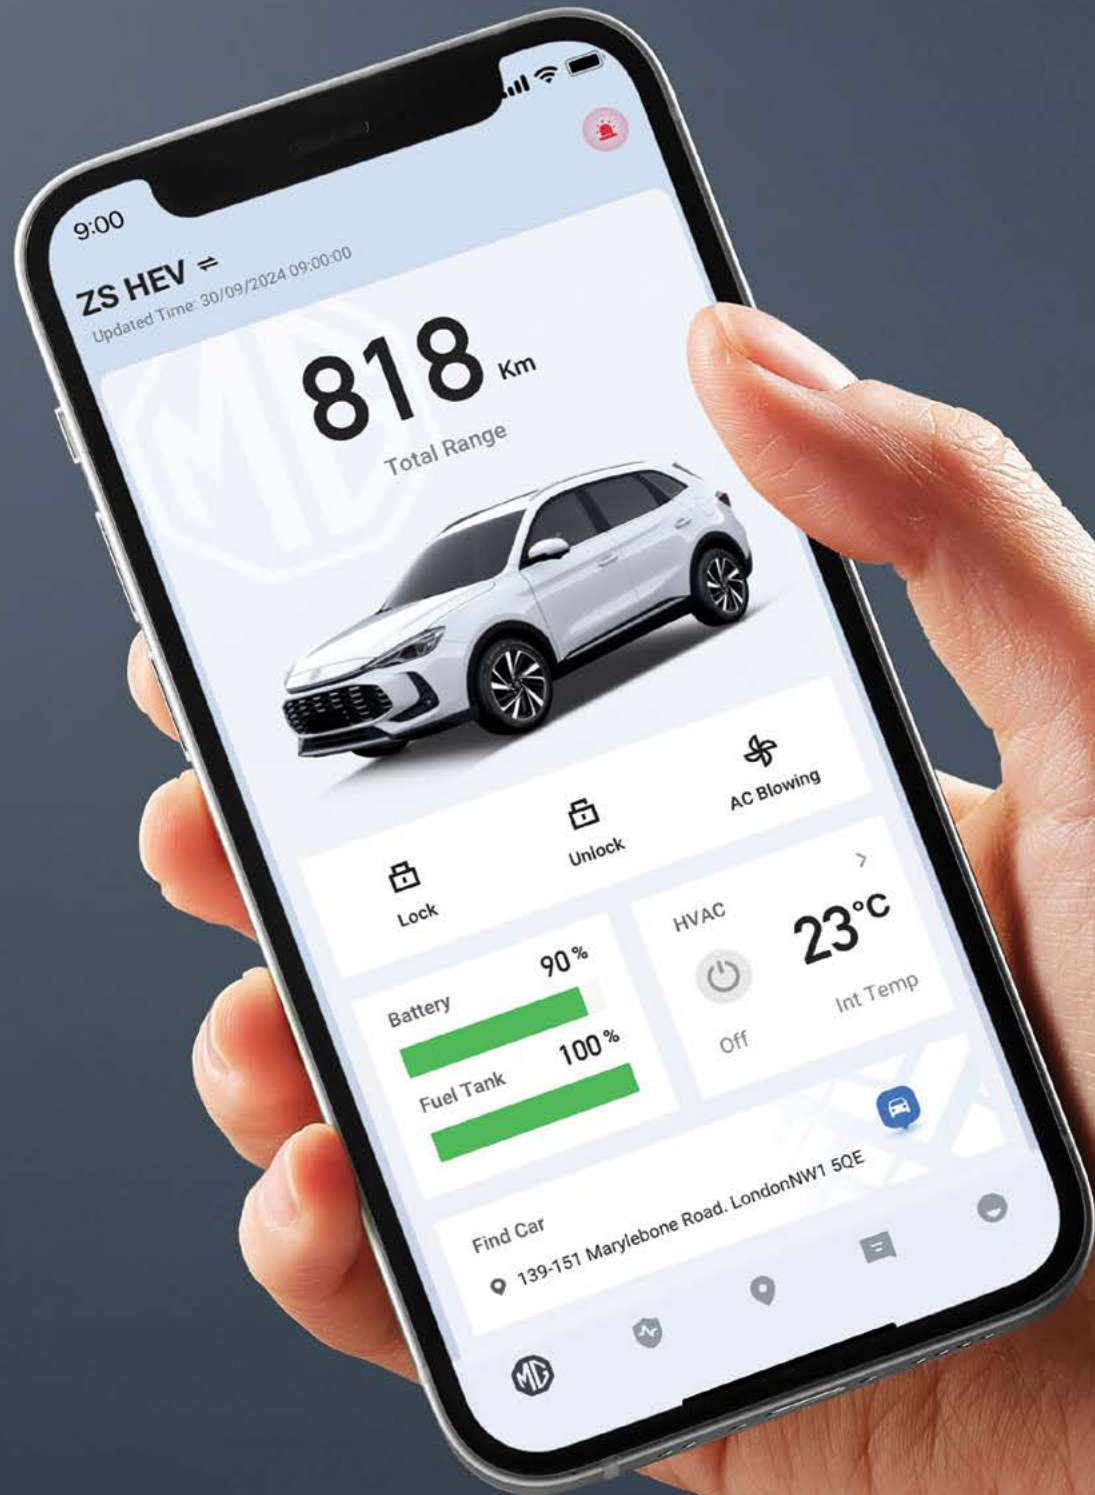 9:00
ZS HEV
Updated Time: 30/09/2024 09:00:00
818 Km
Total Range
Lock
Unlock
AC Blowing
Battery
90%
Fuel Tank
100%
HVAC
23°C
Off
Int Temp
Find Car
139-151 Marylebone Road. LondonNW1 5QE
MG